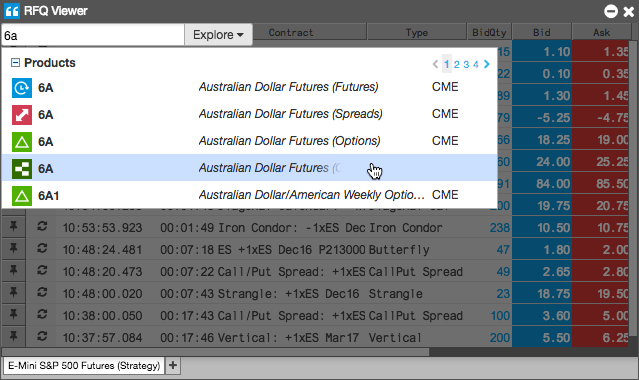 RFQ Viewer
6a Explore Contract Type BidQty Bid Ask
Products 1 2 3 4
6A Australian Dollar Futures (Futures) CME
6A Australian Dollar Futures (Spreads) CME
6A Australian Dollar Futures (Options) CME
6A Australian Dollar Futures
6A1 Australian Dollar/American Weekly Optio... CME
15 1.10 1.35
22 0.10 0.35
89 1.30 1.45
79 -5.25 -4.75
66 18.25 19.00
60 24.00 25.25
91 84.00 85.50
10:53:53.923 00:01:49 Iron Condor: -1xES Dec Iron Condor 238 10.50 10.75
10:48:24.481 00:07:18 ES +1xES Dec16 P213000 Butterfly 47 1.80 2.00
10:48:20.473 00:07:22 Call/Put Spread: +1xES CallPut Spread 49 2.65 2.80
10:48:00.020 00:07:43 Strangle: +1xES Dec16 Strangle 23 18.75 19.50
10:38:00.050 00:17:43 Call/Put Spread: +1xES CallPut Spread 100 3.60 5.00
10:37:57.084 00:17:46 Vertical: +1xES Mar17 Vertical 200 5.50 6.25
E-Mini S&P 500 Futures (Strategy) +